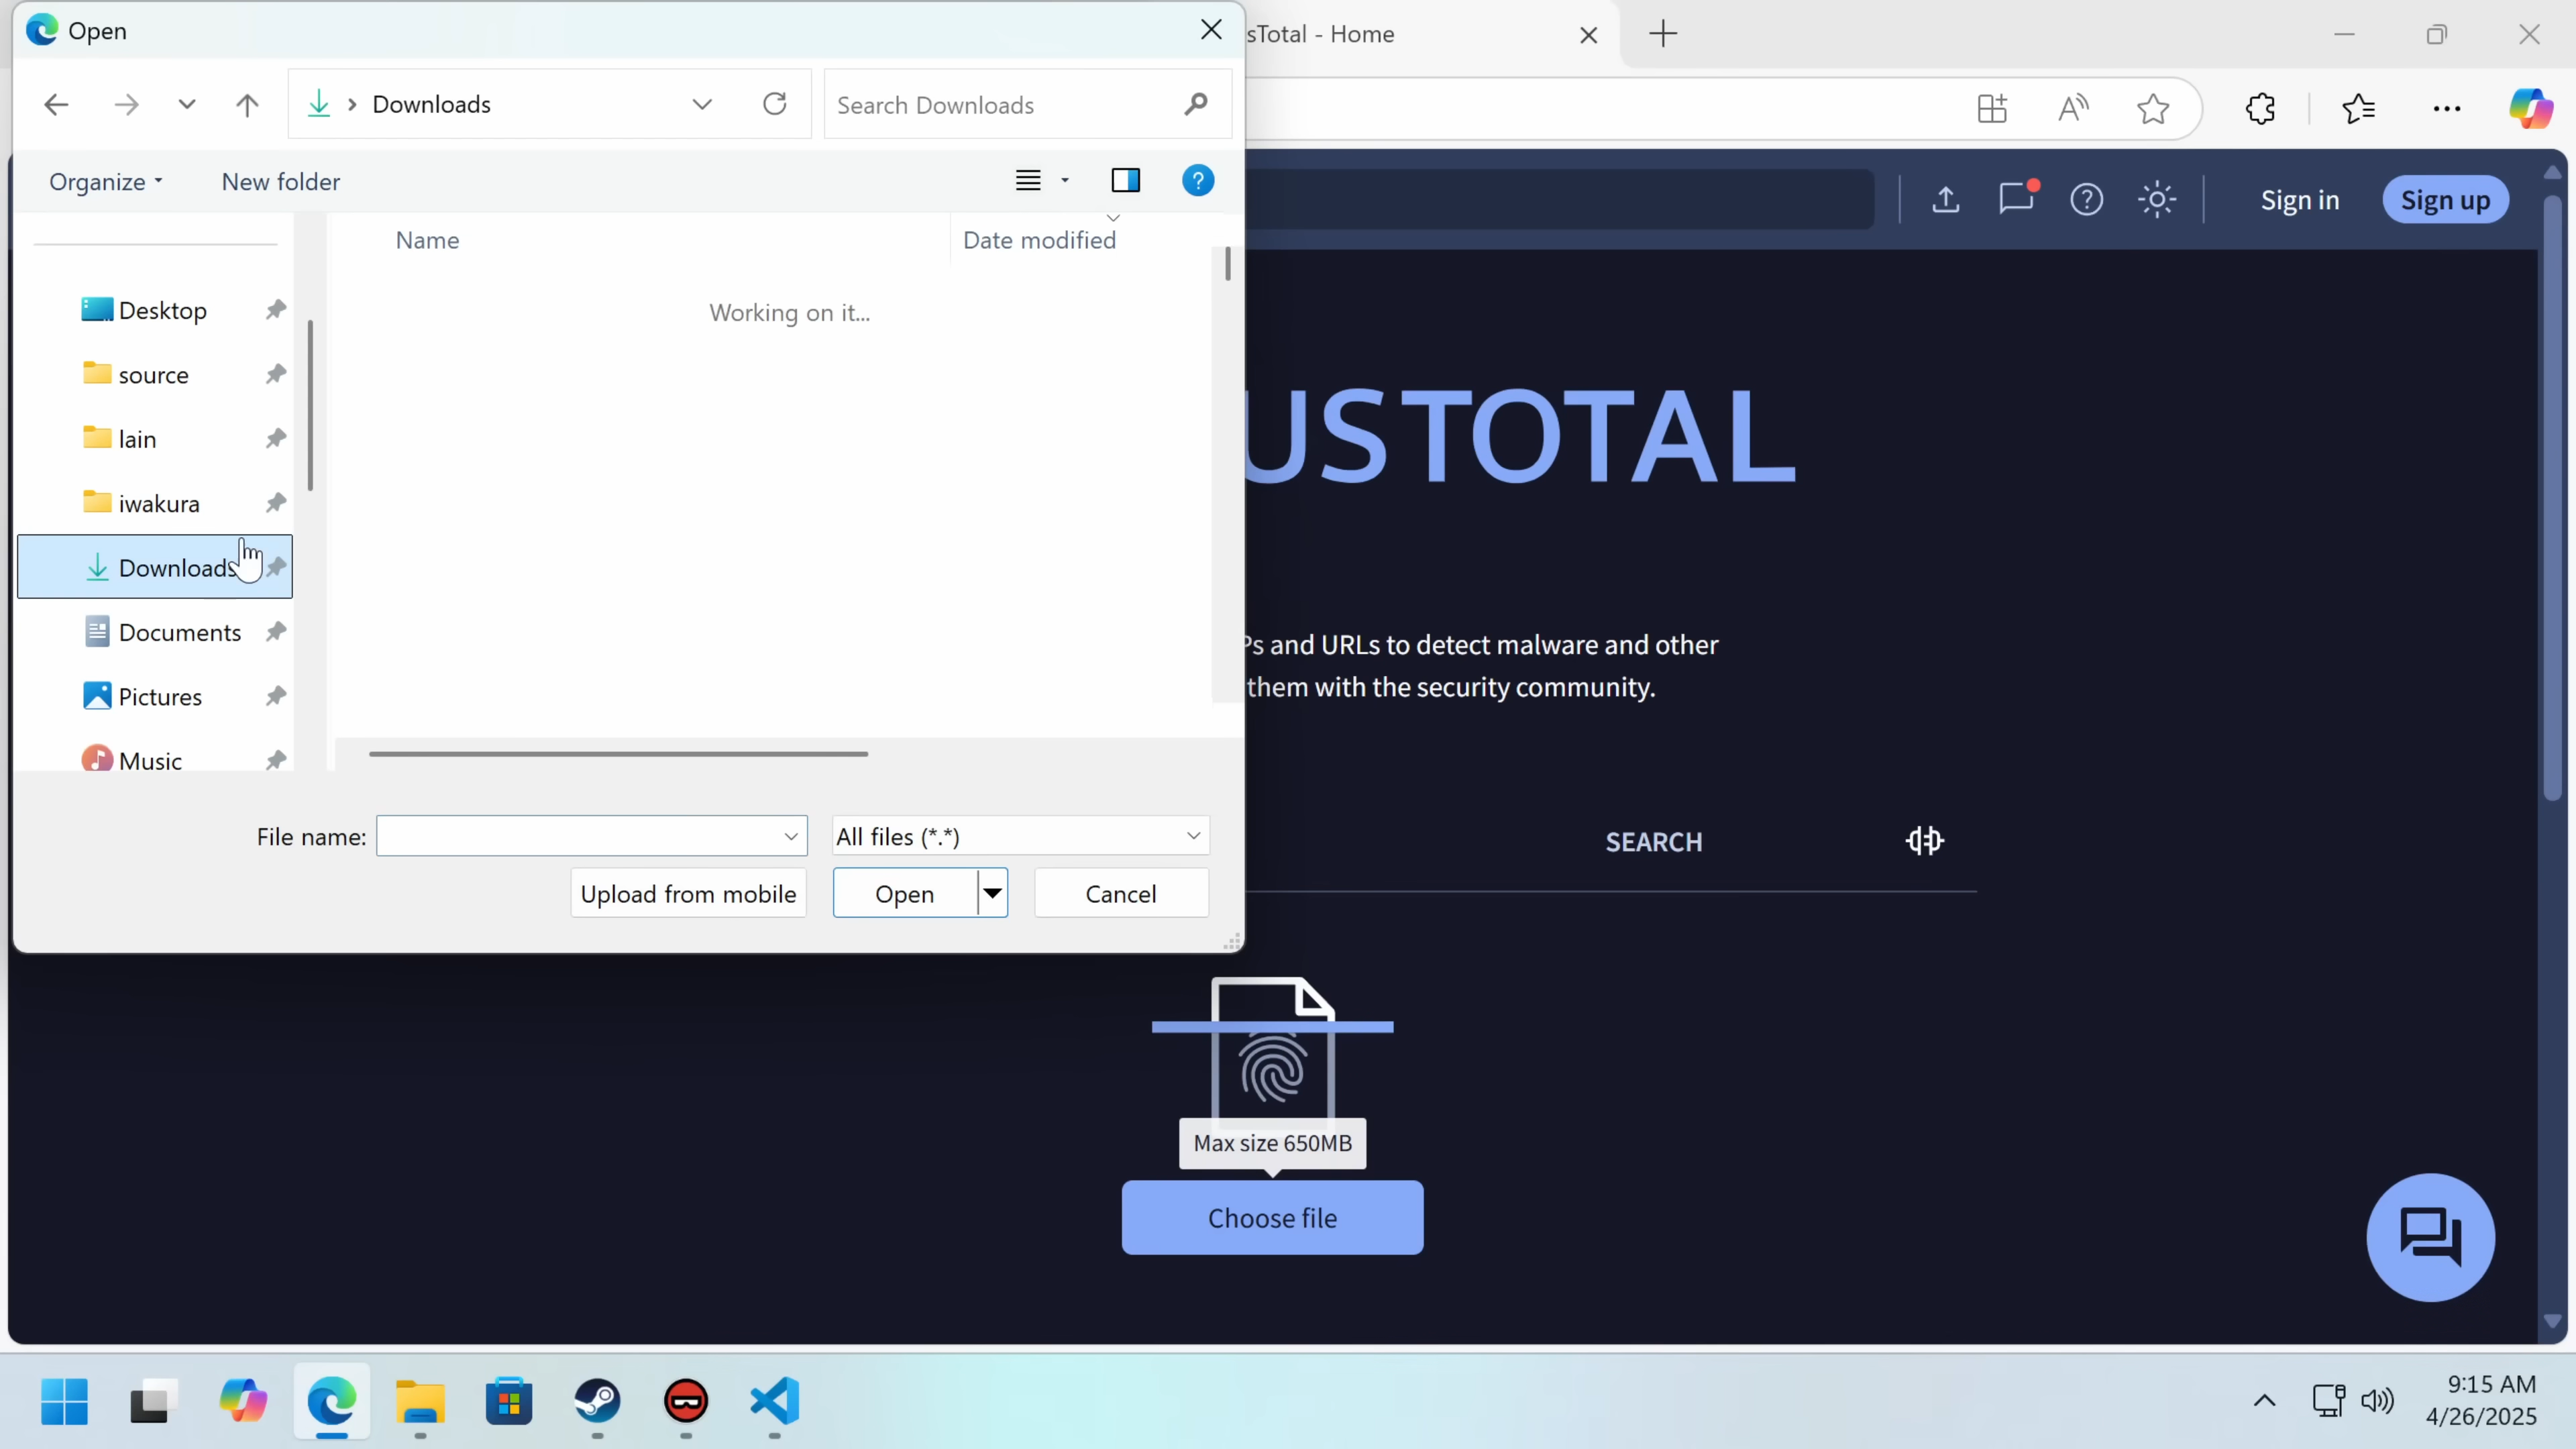 Open
sTotal - Home
Downloads
Search Downloads
Organize
New folder
Sign in
Sign up
Name
Date modified
Working on it...
Desktop
source
lain
iwakura
Downloads
Documents
Pictures
Music
USTOTAL
Ps and URLs to detect malware and other
them with the security community.
SEARCH
File name:
All files (*.*)
Upload from mobile
Open
Cancel
Max size 650MB
Choose file
9:15 AM
4/26/2025